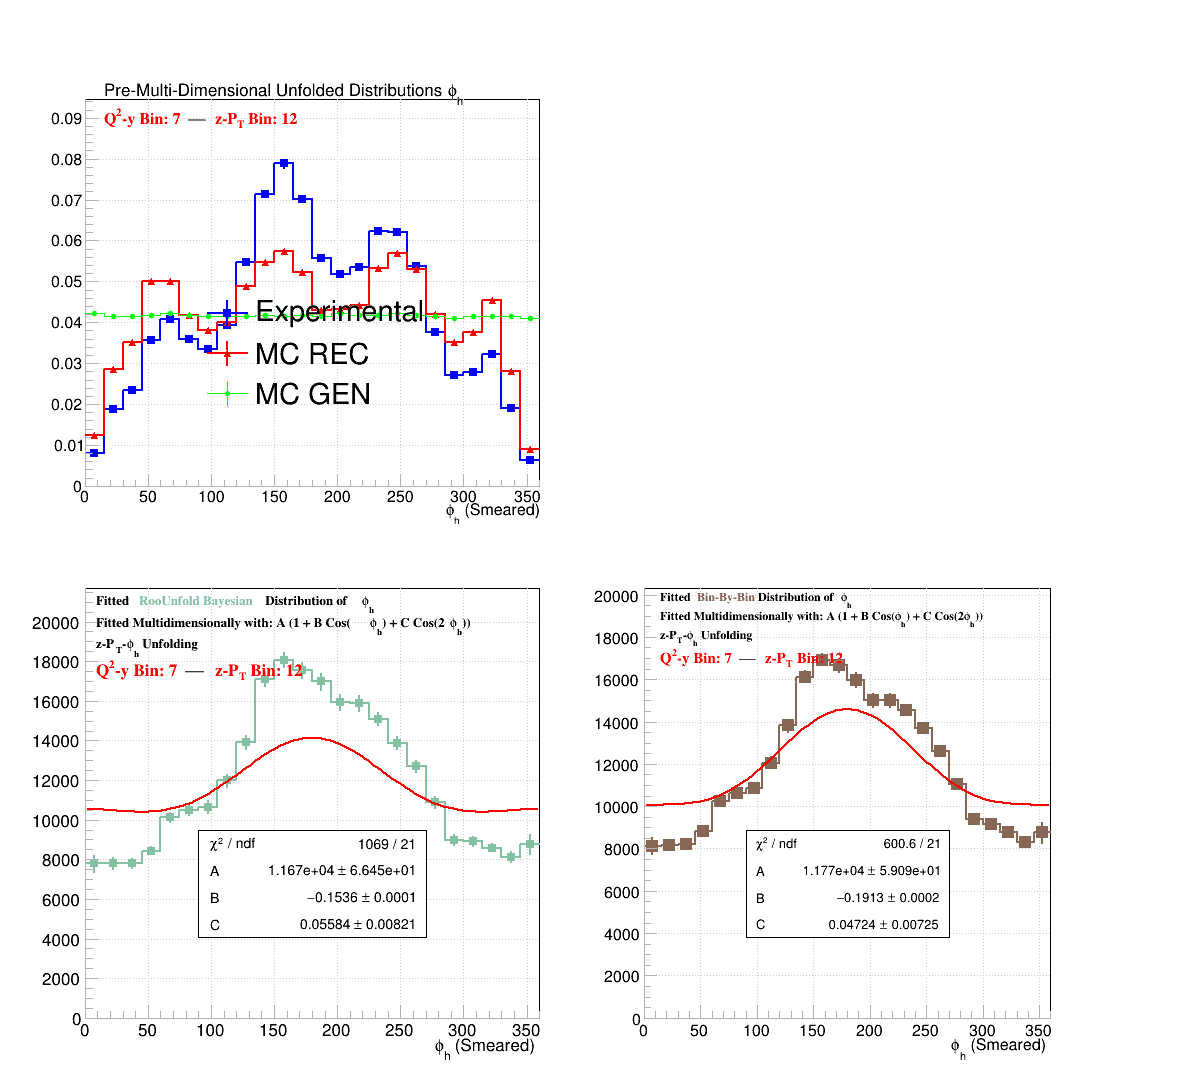 Pre-Multi-Dimensional Unfolded Distributions ϕh
Q²-y Bin: 7 — z-PT Bin: 12
0.09
0.08
0.07
0.06
0.05
0.04
0.03
0.02
0.01
0
Experimental
MC REC
MC GEN
0 50 100 150 200 250 300 350
ϕh (Smeared)
Fitted RooUnfold Bayesian Distribution of ϕh
Fitted Multidimensionally with: A (1 + B Cos( ϕh) + C Cos(2 ϕh))
z-PT-ϕh Unfolding
Q²-y Bin: 7 — z-PT Bin: 12
20000
18000
16000
14000
12000
10000
8000
6000
4000
2000
0
χ² / ndf 1069 / 21
A 1.167e+04 ± 6.645e+01
B −0.1536 ± 0.0001
C 0.05584 ± 0.00821
0 50 100 150 200 250 300 350
ϕh (Smeared)
Fitted Bin-By-Bin Distribution of ϕh
Fitted Multidimensionally with: A (1 + B Cos(ϕh) + C Cos(2ϕh))
z-PT-ϕh Unfolding
Q²-y Bin: 7 — z-PT Bin: 12
20000
18000
16000
14000
12000
10000
8000
6000
4000
2000
0
χ² / ndf 600.6 / 21
A 1.177e+04 ± 5.909e+01
B −0.1913 ± 0.0002
C 0.04724 ± 0.00725
0 50 100 150 200 250 300 350
ϕh (Smeared)